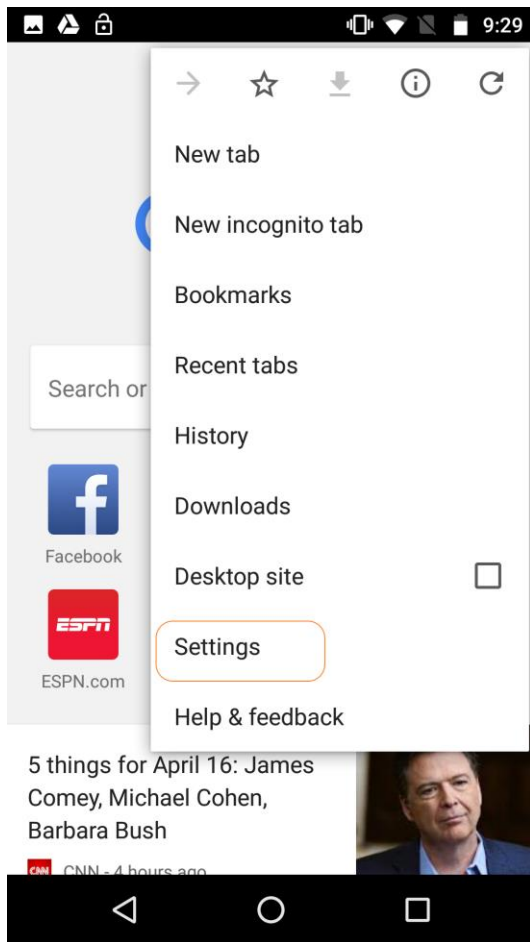 9:29
New tab
New incognito tab
Bookmarks
Recent tabs
Search or
History
Downloads
Facebook
Desktop site
ESPN
Settings
ESPN.com
Help & feedback
5 things for April 16: James
Comey, Michael Cohen,
Barbara Bush
CNN CNN - 4 hours ago